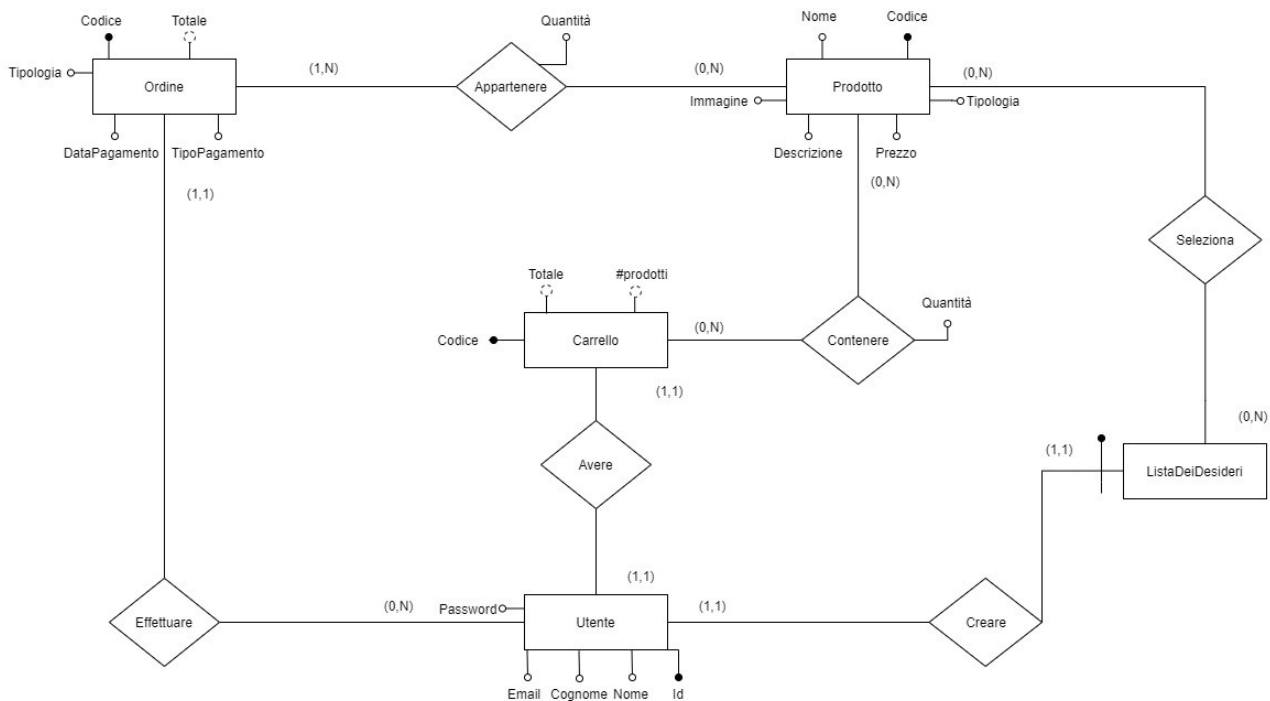 Codice
Totale
Tipologia
Ordine
DataPagamento
TipoPagamento
(1,N)
(1,1)
Quantità
Appartenere
(0,N)
Nome
Codice
Immagine
Prodotto
Tipologia
Descrizione
Prezzo
(0,N)
(0,N)
Seleziona
Totale
#prodotti
Codice
Carrello
(0,N)
(1,1)
Contenere
Quantità
Avere
(1,1)
(0,N)
ListaDeiDesideri
(1,1)
Effettuare
(0,N)
Password
Utente
(1,1)
Creare
Email
Cognome
Nome
Id